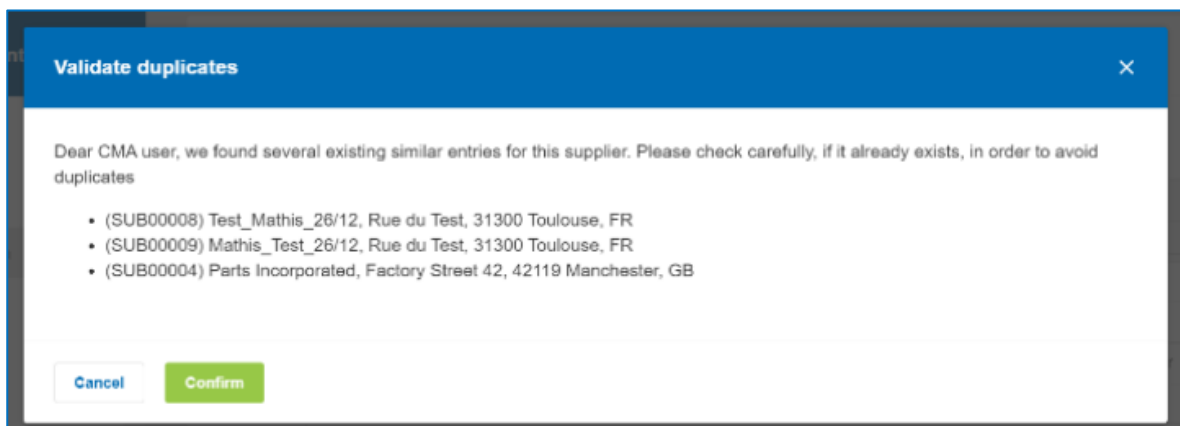 nt
Validate duplicates
Dear CMA user, we found several existing similar entries for this supplier. Please check carefully, if it already exists, in order to avoid
duplicates
• (SUB00008) Test_Mathis_26/12, Rue du Test, 31300 Toulouse, FR
• (SUB00009) Mathis_Test_26/12, Rue du Test, 31300 Toulouse, FR
• (SUB00004) Parts Incorporated, Factory Street 42, 42119 Manchester, GB
Cancel Confirm